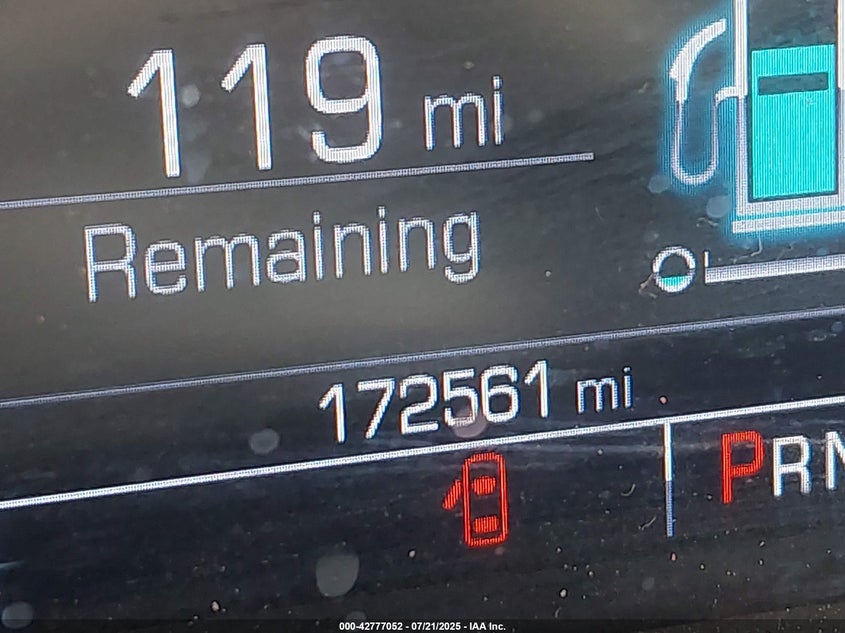 119 mi
Remaining
172561 mi
PRN
000-42777052 - 07/21/2025 - IAA Inc.